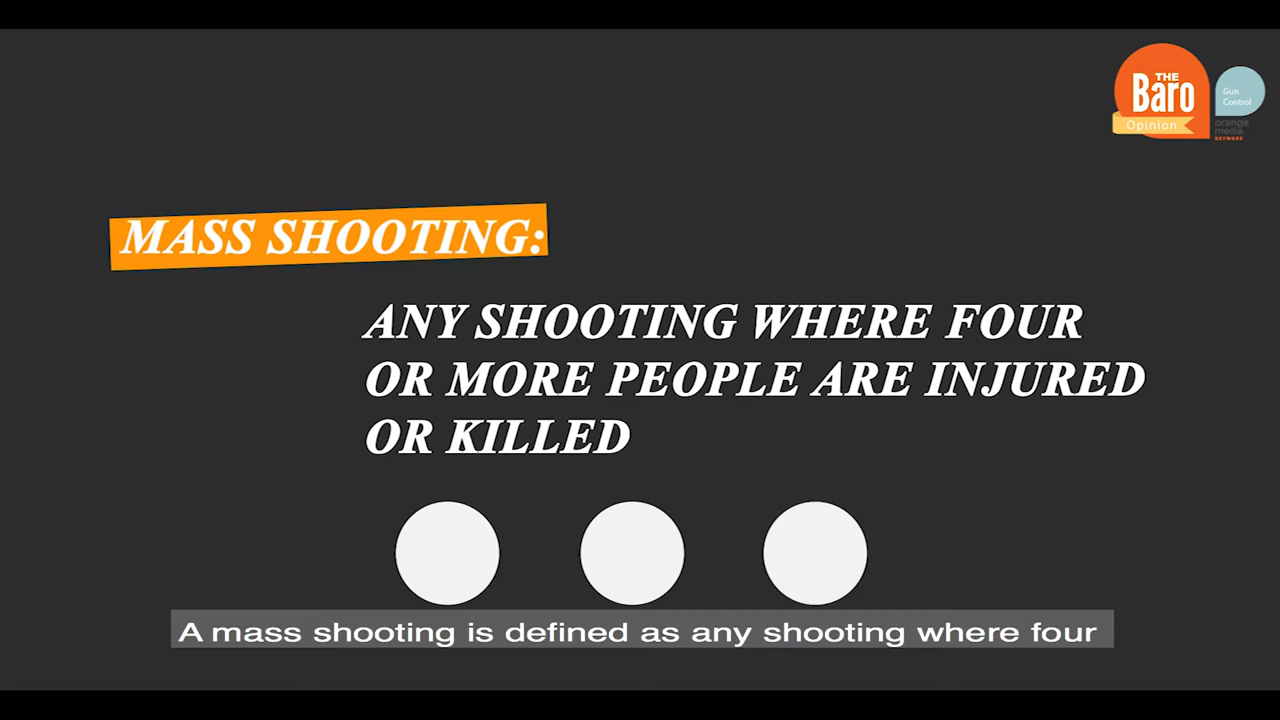 THE
Baro
Opinion
Gun
Control
orange
media
NETWORK
MASS SHOOTING:
ANY SHOOTING WHERE FOUR
OR MORE PEOPLE ARE INJURED
OR KILLED
A mass shooting is defined as any shooting where four